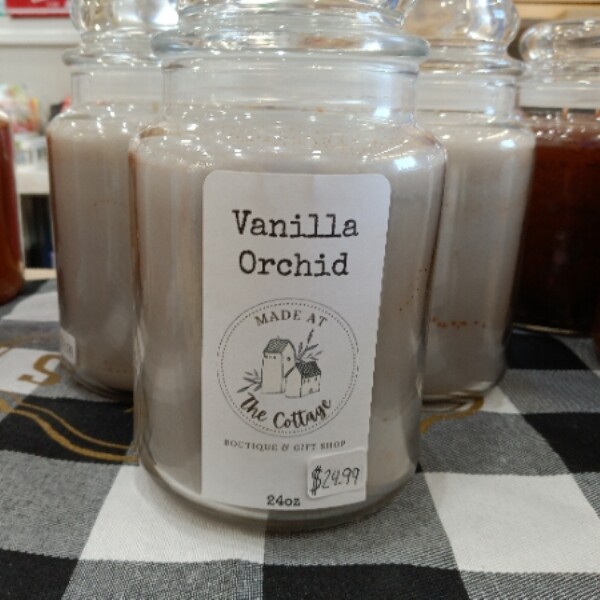 Vanilla
Orchid
MADE AT
The Cottage
BOUTIQUE & GIFT SHOP
$24.99
24oz